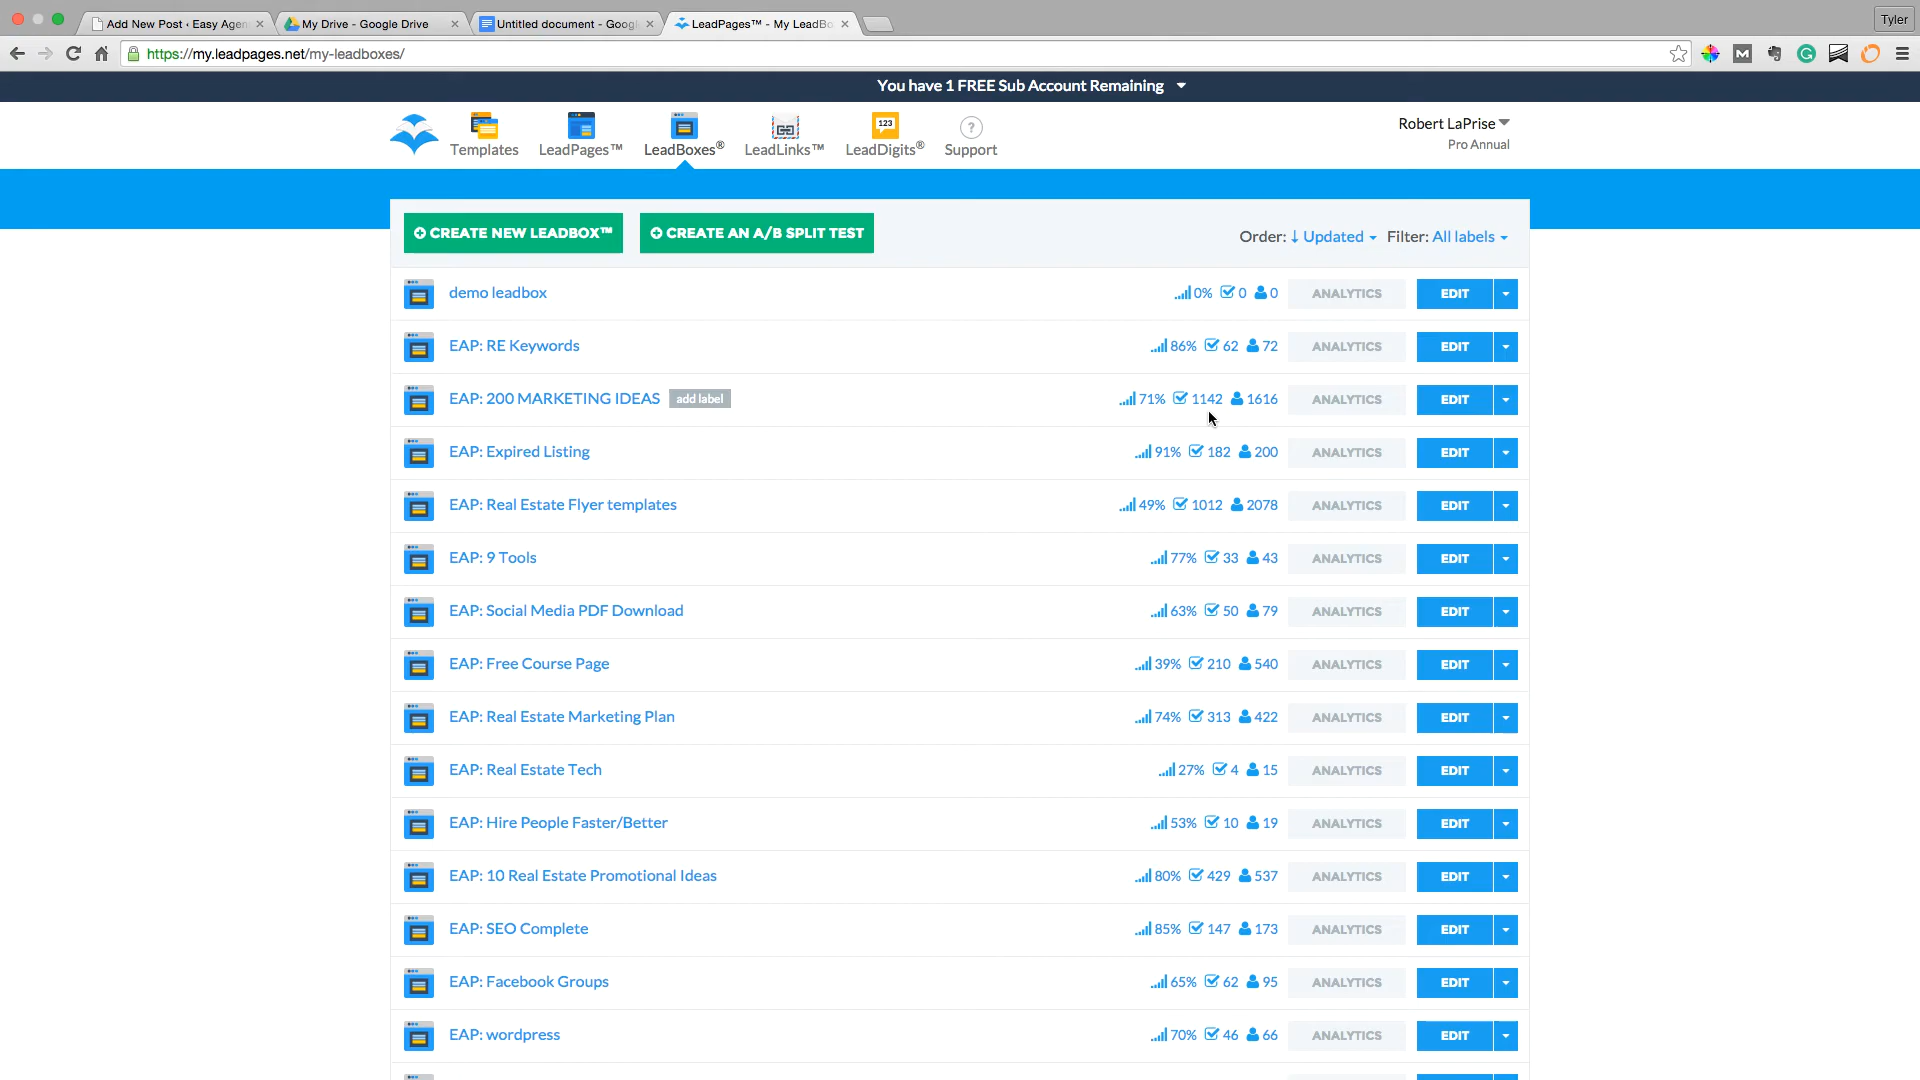 Add New Post ‹ Easy Agen
My Drive - Google Drive
Untitled document - Googl
LeadPages™ - My LeadBo
Tyler
https://my.leadpages.net/my-leadboxes/
You have 1 FREE Sub Account Remaining
Templates
LeadPages™
LeadBoxes®
LeadLinks™
123
LeadDigits®
?
Support
Robert LaPrise
Pro Annual
CREATE NEW LEADBOX™
CREATE AN A/B SPLIT TEST
Order: ↓ Updated Filter: All labels
demo leadbox 0% 0 0 ANALYTICS EDIT
EAP: RE Keywords 86% 62 72 ANALYTICS EDIT
EAP: 200 MARKETING IDEAS add label 71% 1142 1616 ANALYTICS EDIT
EAP: Expired Listing 91% 182 200 ANALYTICS EDIT
EAP: Real Estate Flyer templates 49% 1012 2078 ANALYTICS EDIT
EAP: 9 Tools 77% 33 43 ANALYTICS EDIT
EAP: Social Media PDF Download 63% 50 79 ANALYTICS EDIT
EAP: Free Course Page 39% 210 540 ANALYTICS EDIT
EAP: Real Estate Marketing Plan 74% 313 422 ANALYTICS EDIT
EAP: Real Estate Tech 27% 4 15 ANALYTICS EDIT
EAP: Hire People Faster/Better 53% 10 19 ANALYTICS EDIT
EAP: 10 Real Estate Promotional Ideas 80% 429 537 ANALYTICS EDIT
EAP: SEO Complete 85% 147 173 ANALYTICS EDIT
EAP: Facebook Groups 65% 62 95 ANALYTICS EDIT
EAP: wordpress 70% 46 66 ANALYTICS EDIT